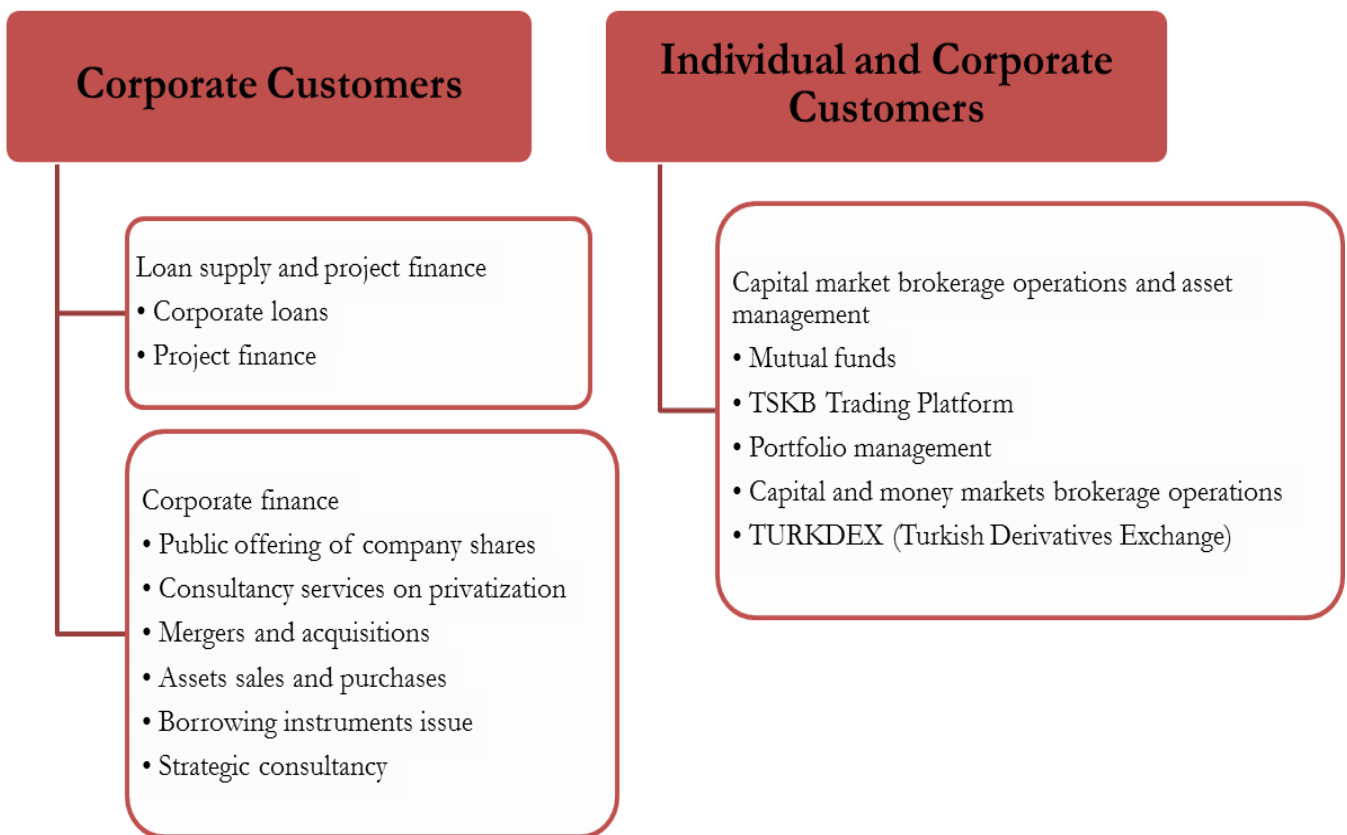 Corporate Customers
Loan supply and project finance
• Corporate loans
• Project finance
Corporate finance
• Public offering of company shares
• Consultancy services on privatization
• Mergers and acquisitions
• Assets sales and purchases
• Borrowing instruments issue
• Strategic consultancy
Individual and Corporate
Customers
Capital market brokerage operations and asset
management
• Mutual funds
• TSKB Trading Platform
• Portfolio management
• Capital and money markets brokerage operations
• TURKDEX (Turkish Derivatives Exchange)